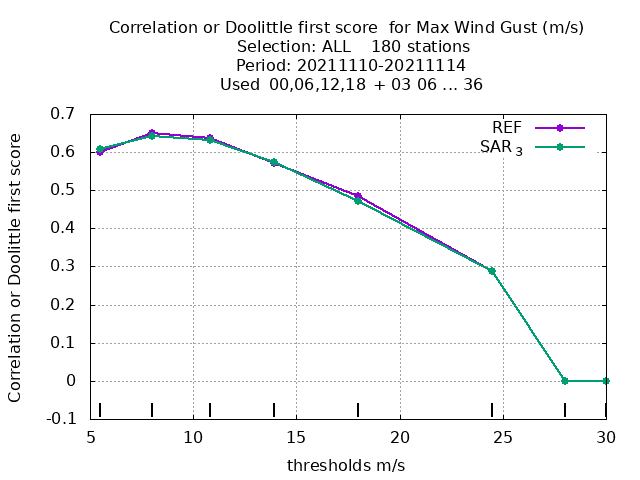 Correlation or Doolittle first score  for Max Wind Gust (m/s)
Selection: ALL    180 stations
Period: 20211110-20211114
Used  00,06,12,18  + 03 06 ... 36
REF
SAR 3
Correlation or Doolittle first score
0.7
0.6
0.5
0.4
0.3
0.2
0.1
0
-0.1
5 10 15 20 25 30
thresholds m/s